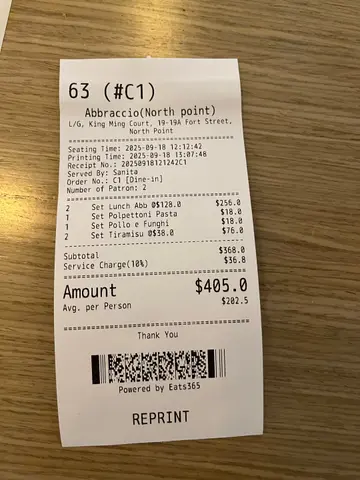 63 (#C1)
Abbraccio(North point)
L/G, King Ming Court, 19-19A Fort Street,
North Point
Seating Time: 2025-09-18 12:12:42
Printing Time: 2025-09-18 13:07:48
Receipt No.: 20250918121242C1
Served By: Sanita
Order No.: C1 [Dine-in]
Number of Patron: 2
2 Set Lunch Abb @$128.0 $256.0
1 Set Polpettoni Pasta $18.0
1 Set Pollo e Funghi $18.0
2 Set Tiramisu @$38.0 $76.0
Subtotal $368.0
Service Charge(10%) $36.8
Amount $405.0
Avg. per Person $202.5
Thank You
Powered by Eats365
REPRINT